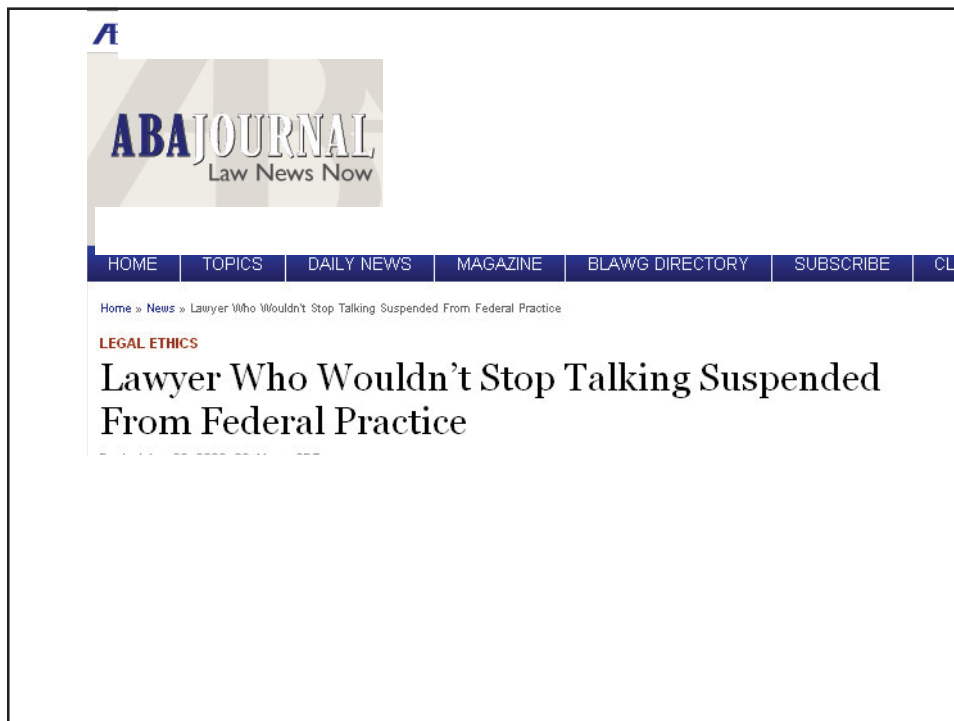 ABAJOURNAL
Law News Now
HOME TOPICS DAILY NEWS MAGAZINE BLAWG DIRECTORY SUBSCRIBE CL
Home » News » Lawyer Who Wouldn't Stop Talking Suspended From Federal Practice
LEGAL ETHICS
Lawyer Who Wouldn’t Stop Talking Suspended
From Federal Practice